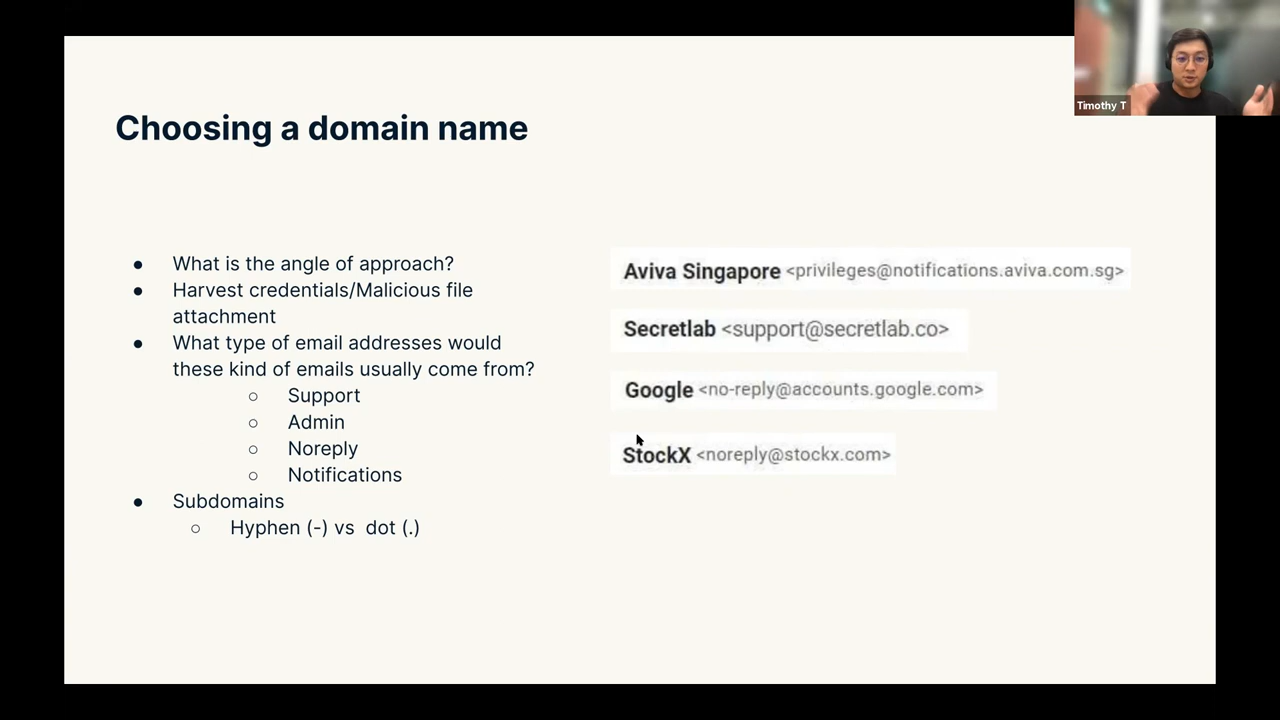 Timothy T
Choosing a domain name
● What is the angle of approach?
● Harvest credentials/Malicious file
attachment
● What type of email addresses would
these kind of emails usually come from?
○ Support
○ Admin
○ Noreply
○ Notifications
● Subdomains
○ Hyphen (-) vs dot (.)
Aviva Singapore <privileges@notifications.aviva.com.sg>
Secretlab <support@secretlab.co>
Google <no-reply@accounts.google.com>
StockX <noreply@stockx.com>